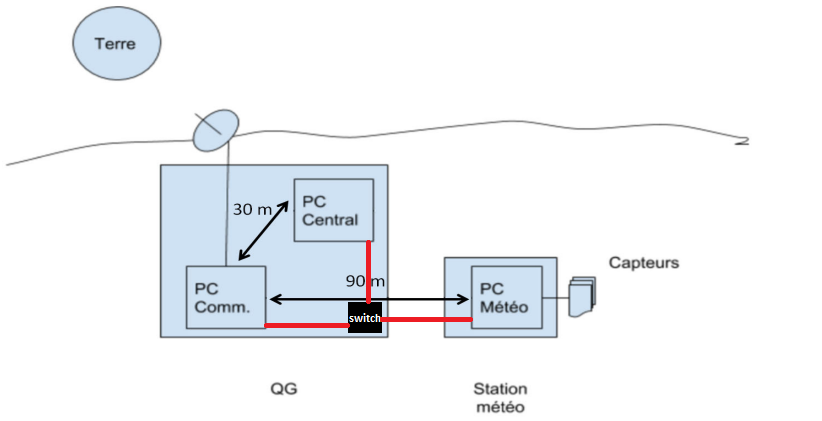 Terre
30 m
PC
Central
Capteurs
90 m
PC
Comm.
PC
Météo
switch
QG
Station
météo